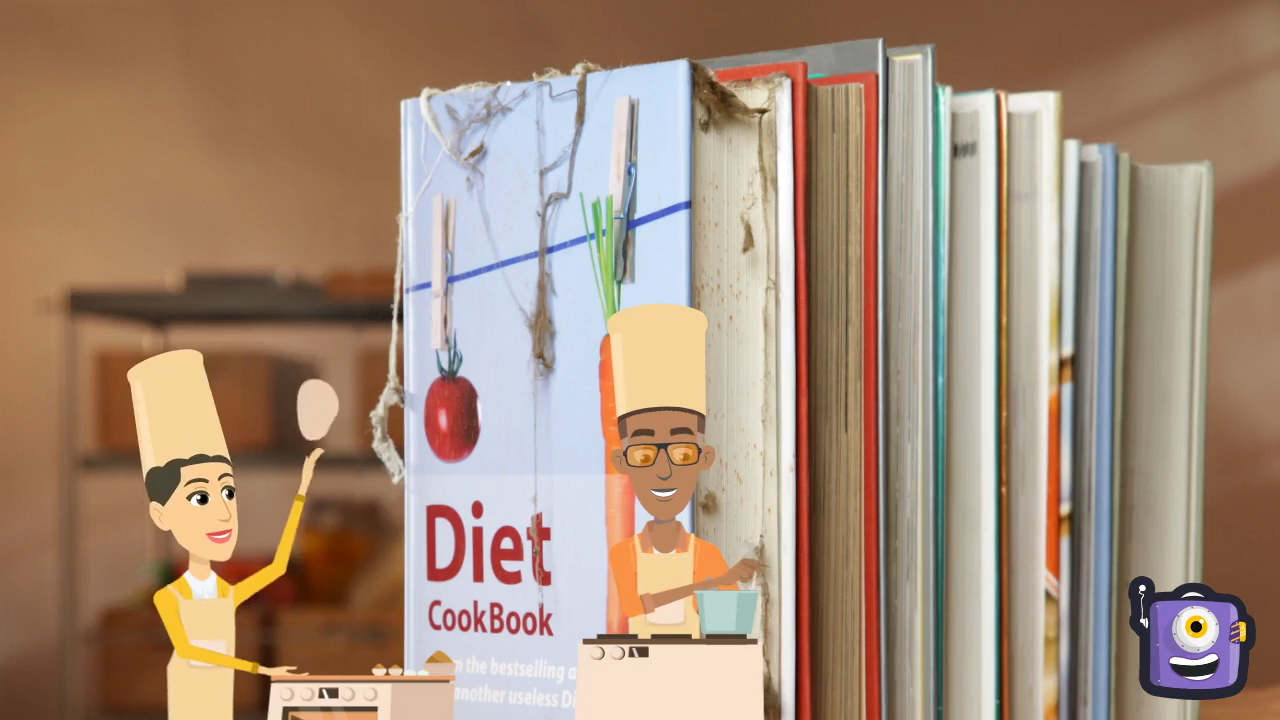 Diet
CookBook
the bestselling
another useless Di